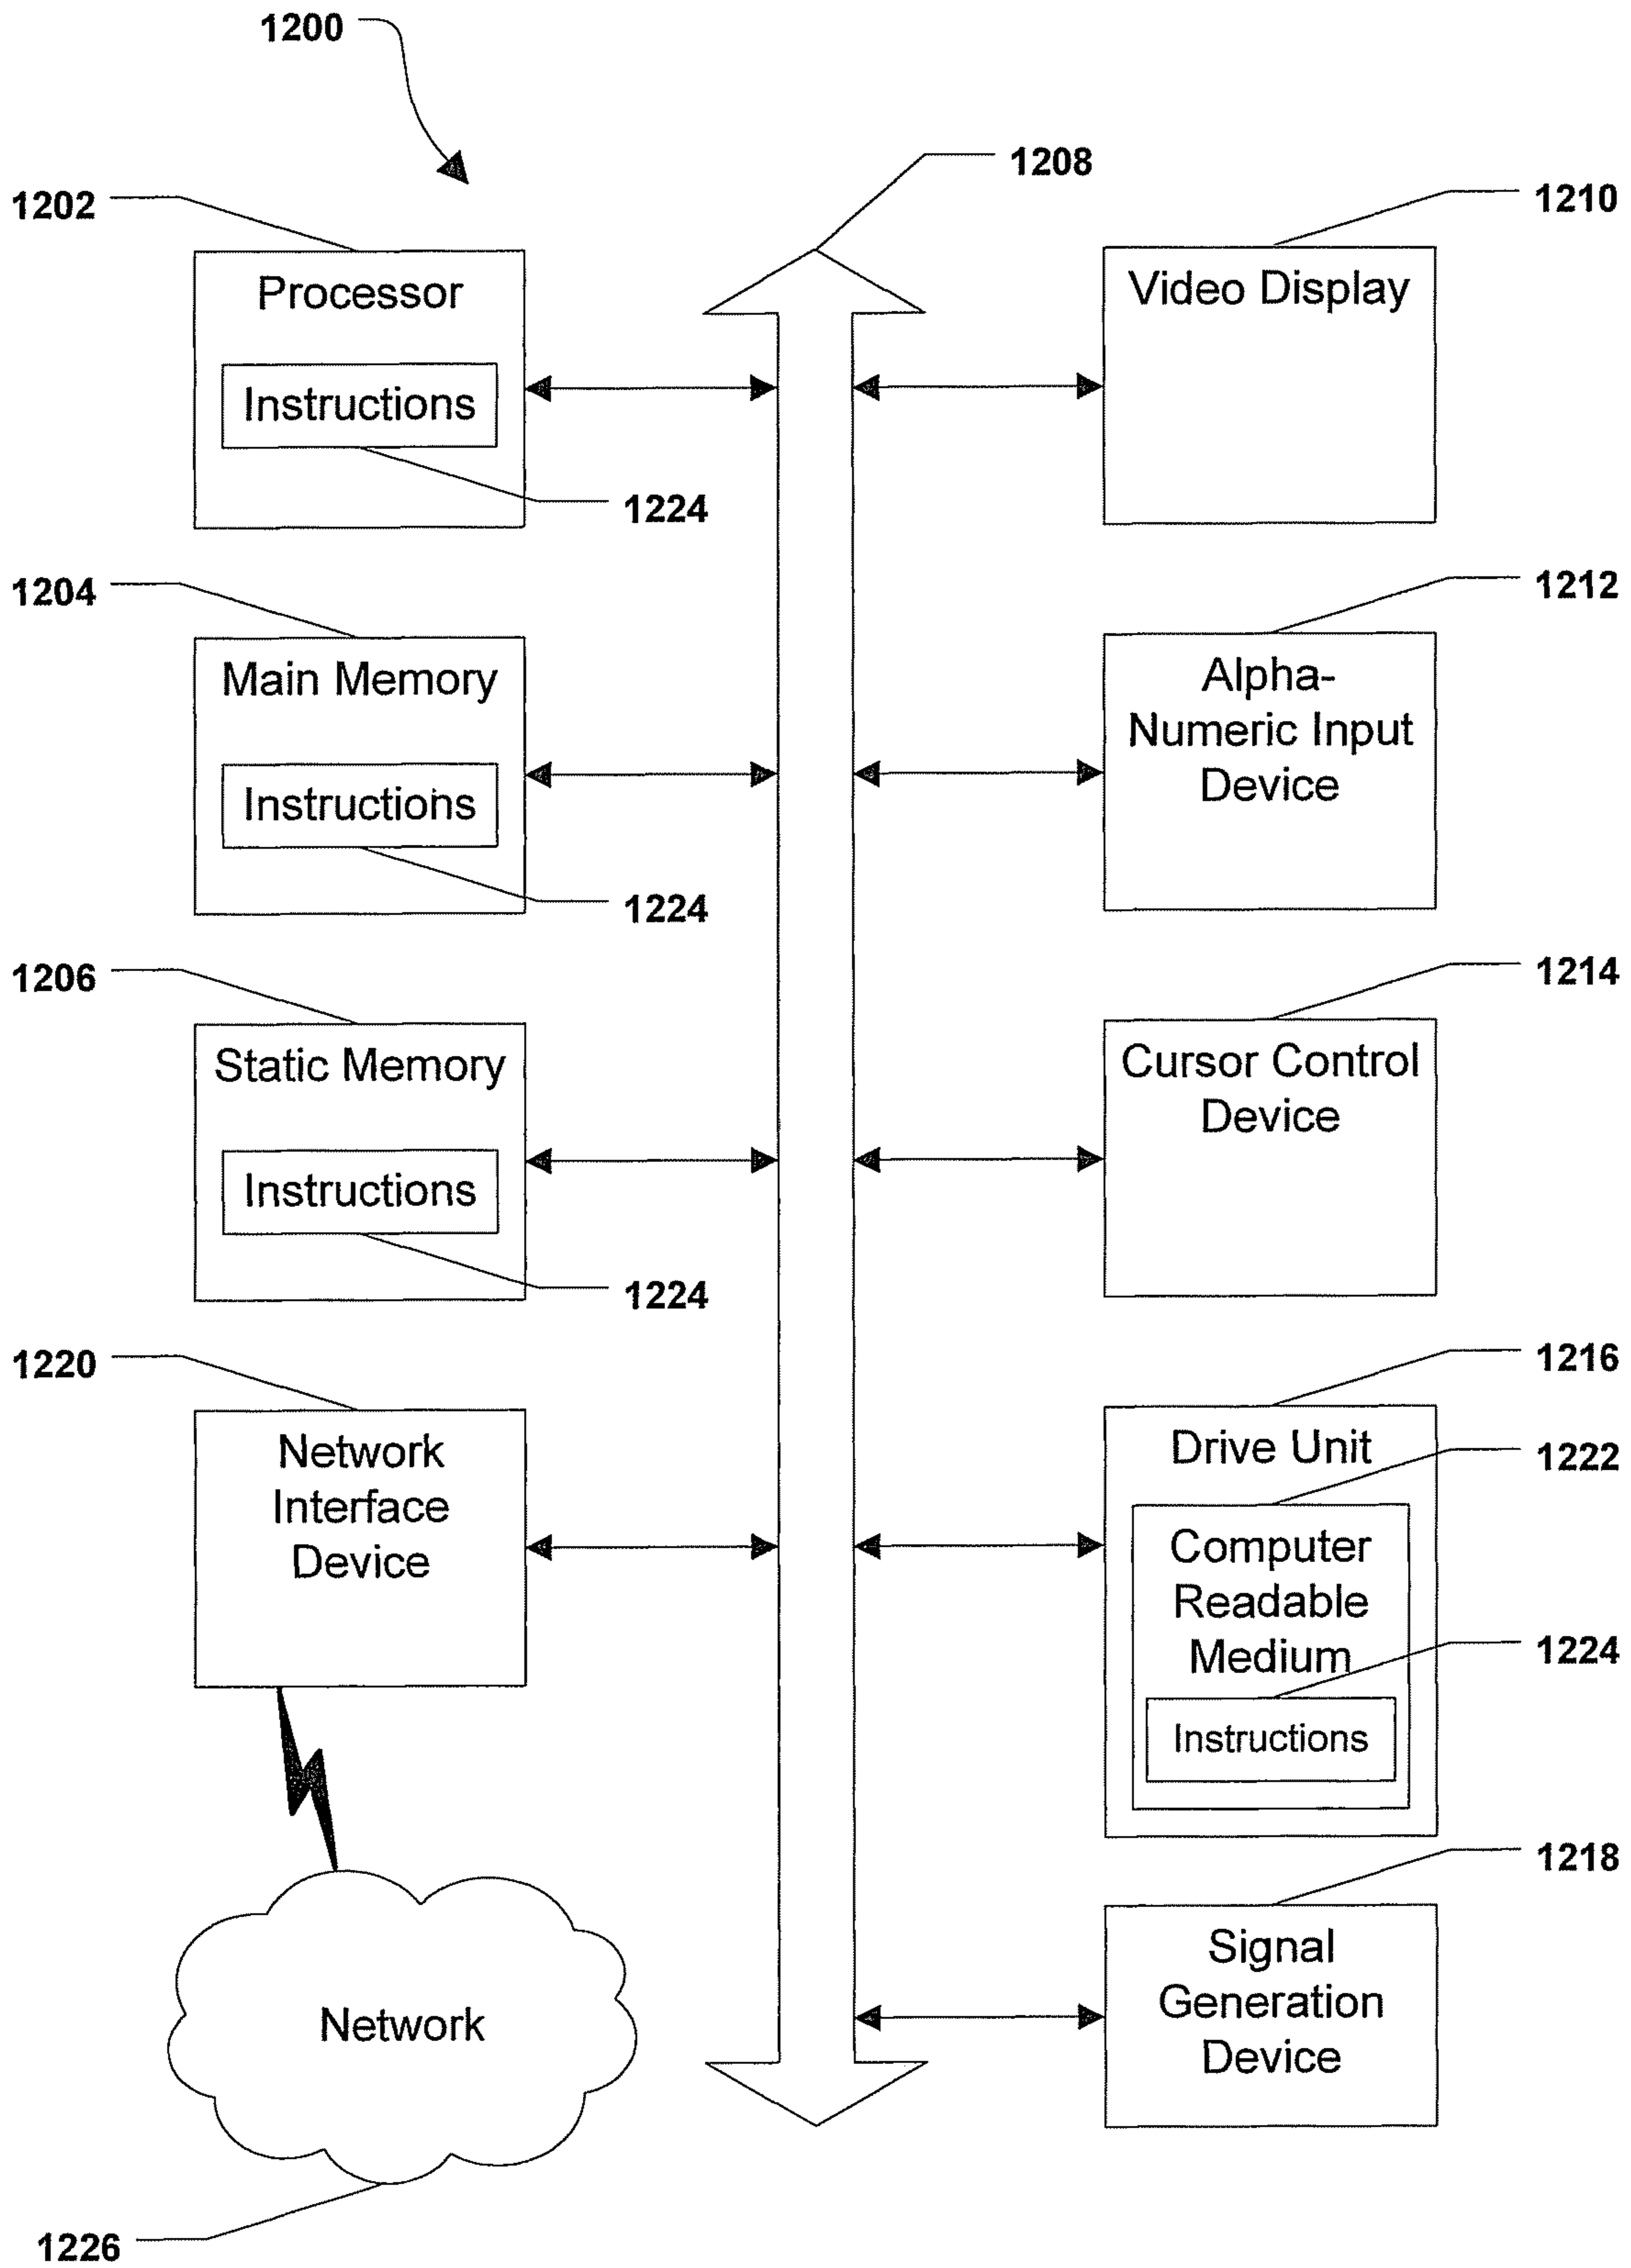 1200
1208
1202
1210
Processor
Instructions
1224
Video Display
1204
1212
Main Memory
Instructions
1224
Alpha-
Numeric Input
Device
1206
1214
Static Memory
Instructions
1224
Cursor Control
Device
1220
1216
Network
Interface
Device
Drive Unit
1222
Computer
Readable
Medium
1224
Instructions
1218
Signal
Generation
Device
Network
1226